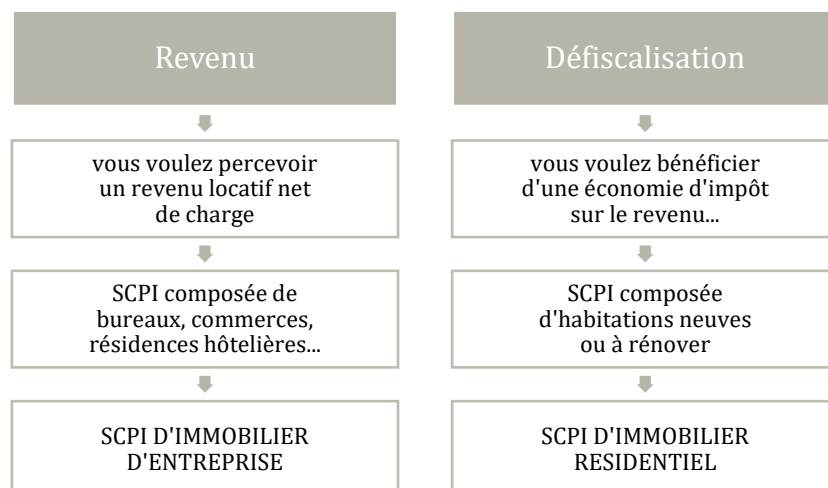 Revenu
vous voulez percevoir
un revenu locatif net
de charge
SCPI composée de
bureaux, commerces,
résidences hôtelières...
SCPI D'IMMOBILIER
D'ENTREPRISE
Défiscalisation
vous voulez bénéficier
d'une économie d'impôt
sur le revenu...
SCPI composée
d'habitations neuves
ou à rénover
SCPI D'IMMOBILIER
RESIDENTIEL